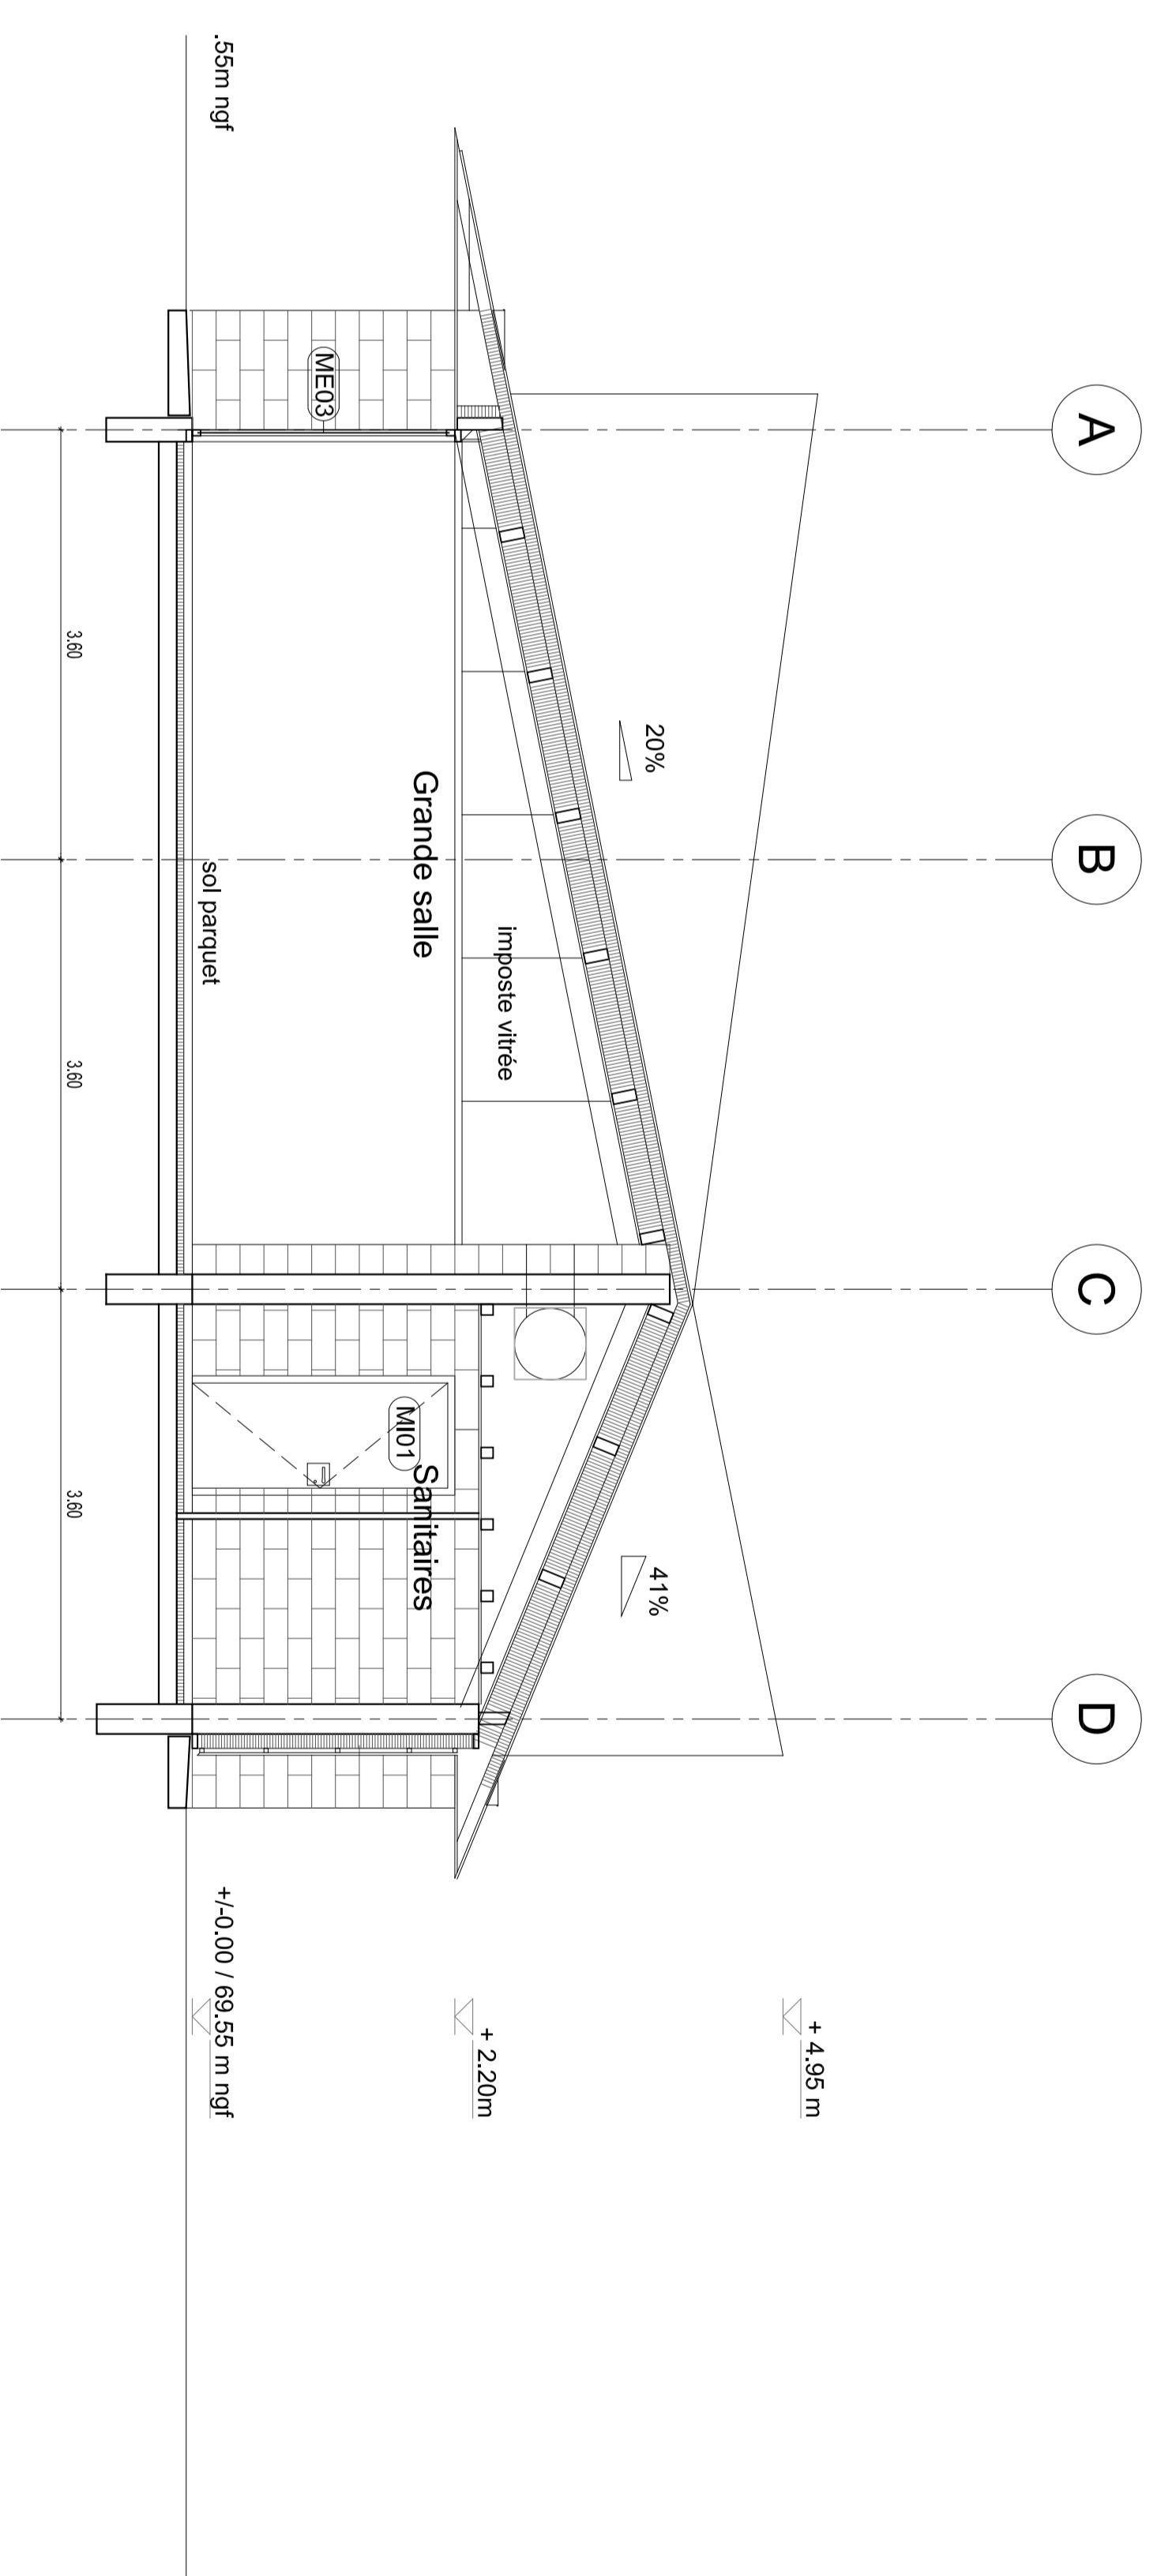 A
B
C
D
20%
41%
+ 4.95 m
imposte vitrée
+ 2.20m
Grande salle
Sanitaires
MI01
ME03
.55m ngf
sol parquet
+/-0.00 / 69.55 m ngf
3.60
3.60
3.60